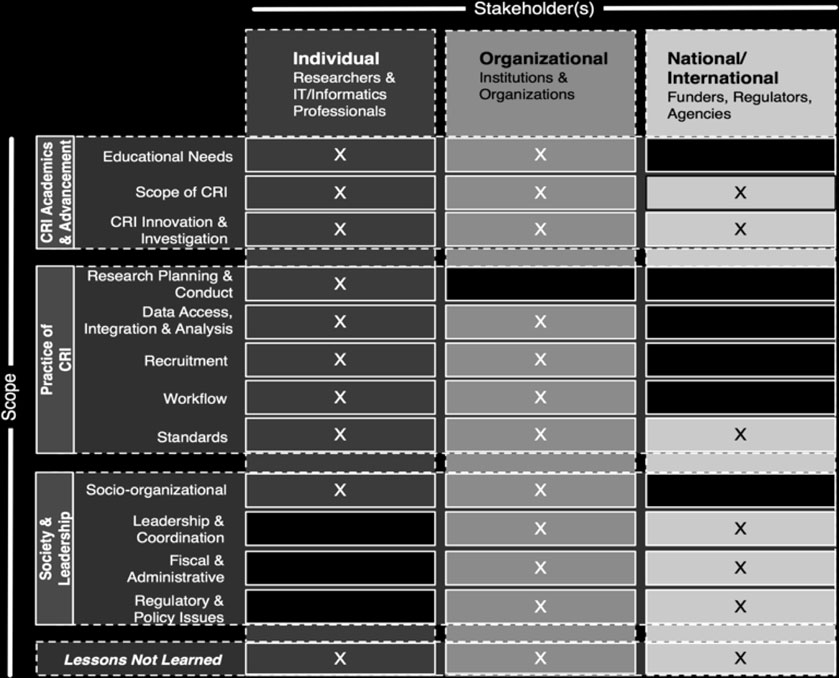 Stakeholder(s)
Individual
Researchers &
IT/Informatics
Professionals
Organizational
Institutions &
Organizations
National/
International
Funders, Regulators,
Agencies
Scope
CRI Academics
& Advancement
Educational Needs X X
Scope of CRI X X X
CRI Innovation &
Investigation X X X
Practice of
CRI
Research Planning &
Conduct X
Data Access,
Integration & Analysis X X
Recruitment X X
Workflow X X
Standards X X X
Society &
Leadership
Socio-organizational X X
Leadership &
Coordination X X
Fiscal &
Administrative X X
Regulatory &
Policy Issues X X
Lessons Not Learned X X X